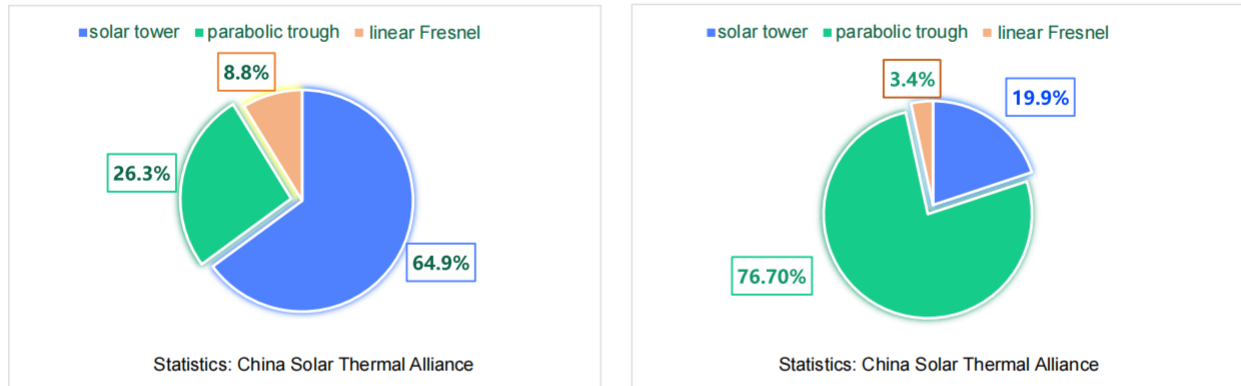 solar tower parabolic trough linear Fresnel
8.8%
26.3%
64.9%
Statistics: China Solar Thermal Alliance
solar tower parabolic trough linear Fresnel
3.4%
19.9%
76.70%
Statistics: China Solar Thermal Alliance